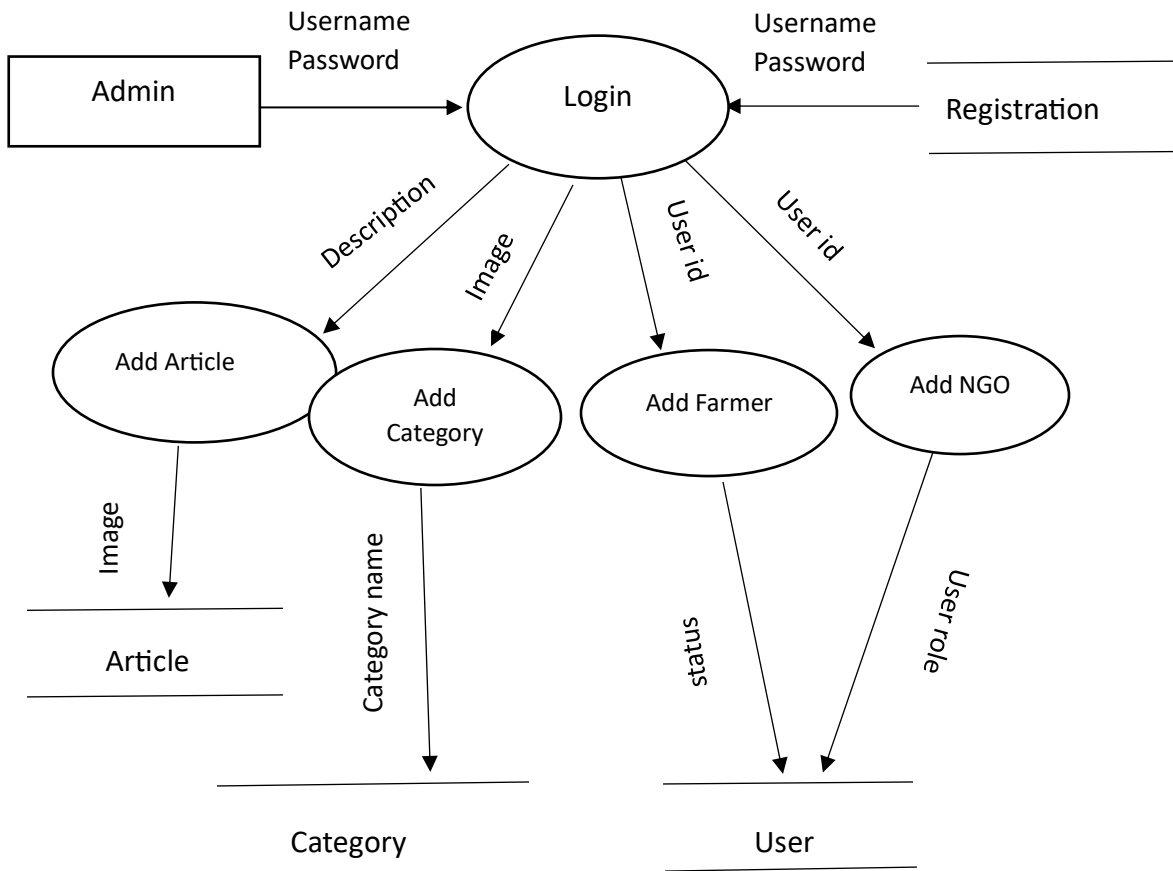 Username
Password
Username
Password
Admin
Login
Registration
Description
Image
User id
User id
Add Article
Add
Category
Add Farmer
Add NGO
Image
Category name
status
User role
Article
Category
User